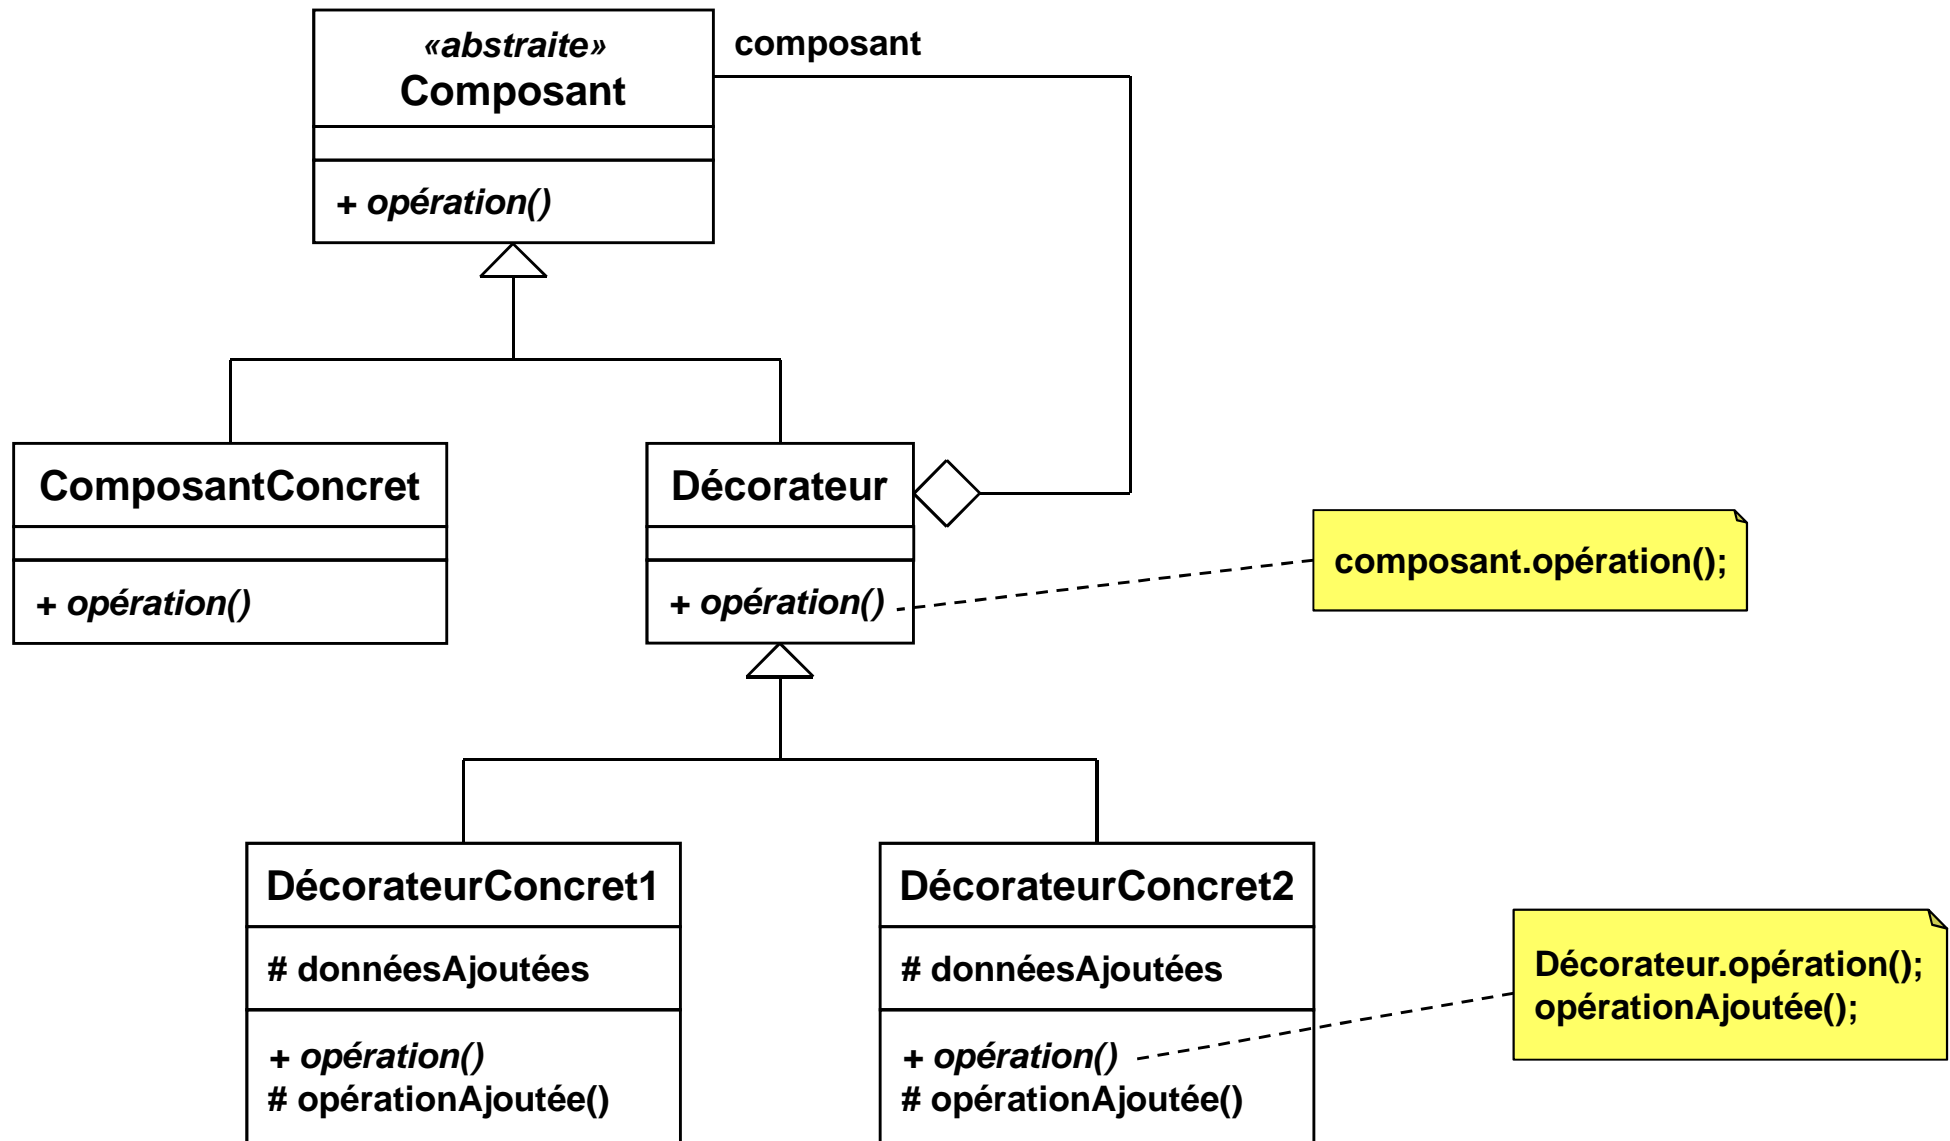 «abstraite»
Composant
composant
+ opération()
ComposantConcret
+ opération()
Décorateur
+ opération()
composant.opération();
DécorateurConcret1
# donnéesAjoutées
+ opération()
# opérationAjoutée()
DécorateurConcret2
# donnéesAjoutées
+ opération()
# opérationAjoutée()
Décorateur.opération();
opérationAjoutée();